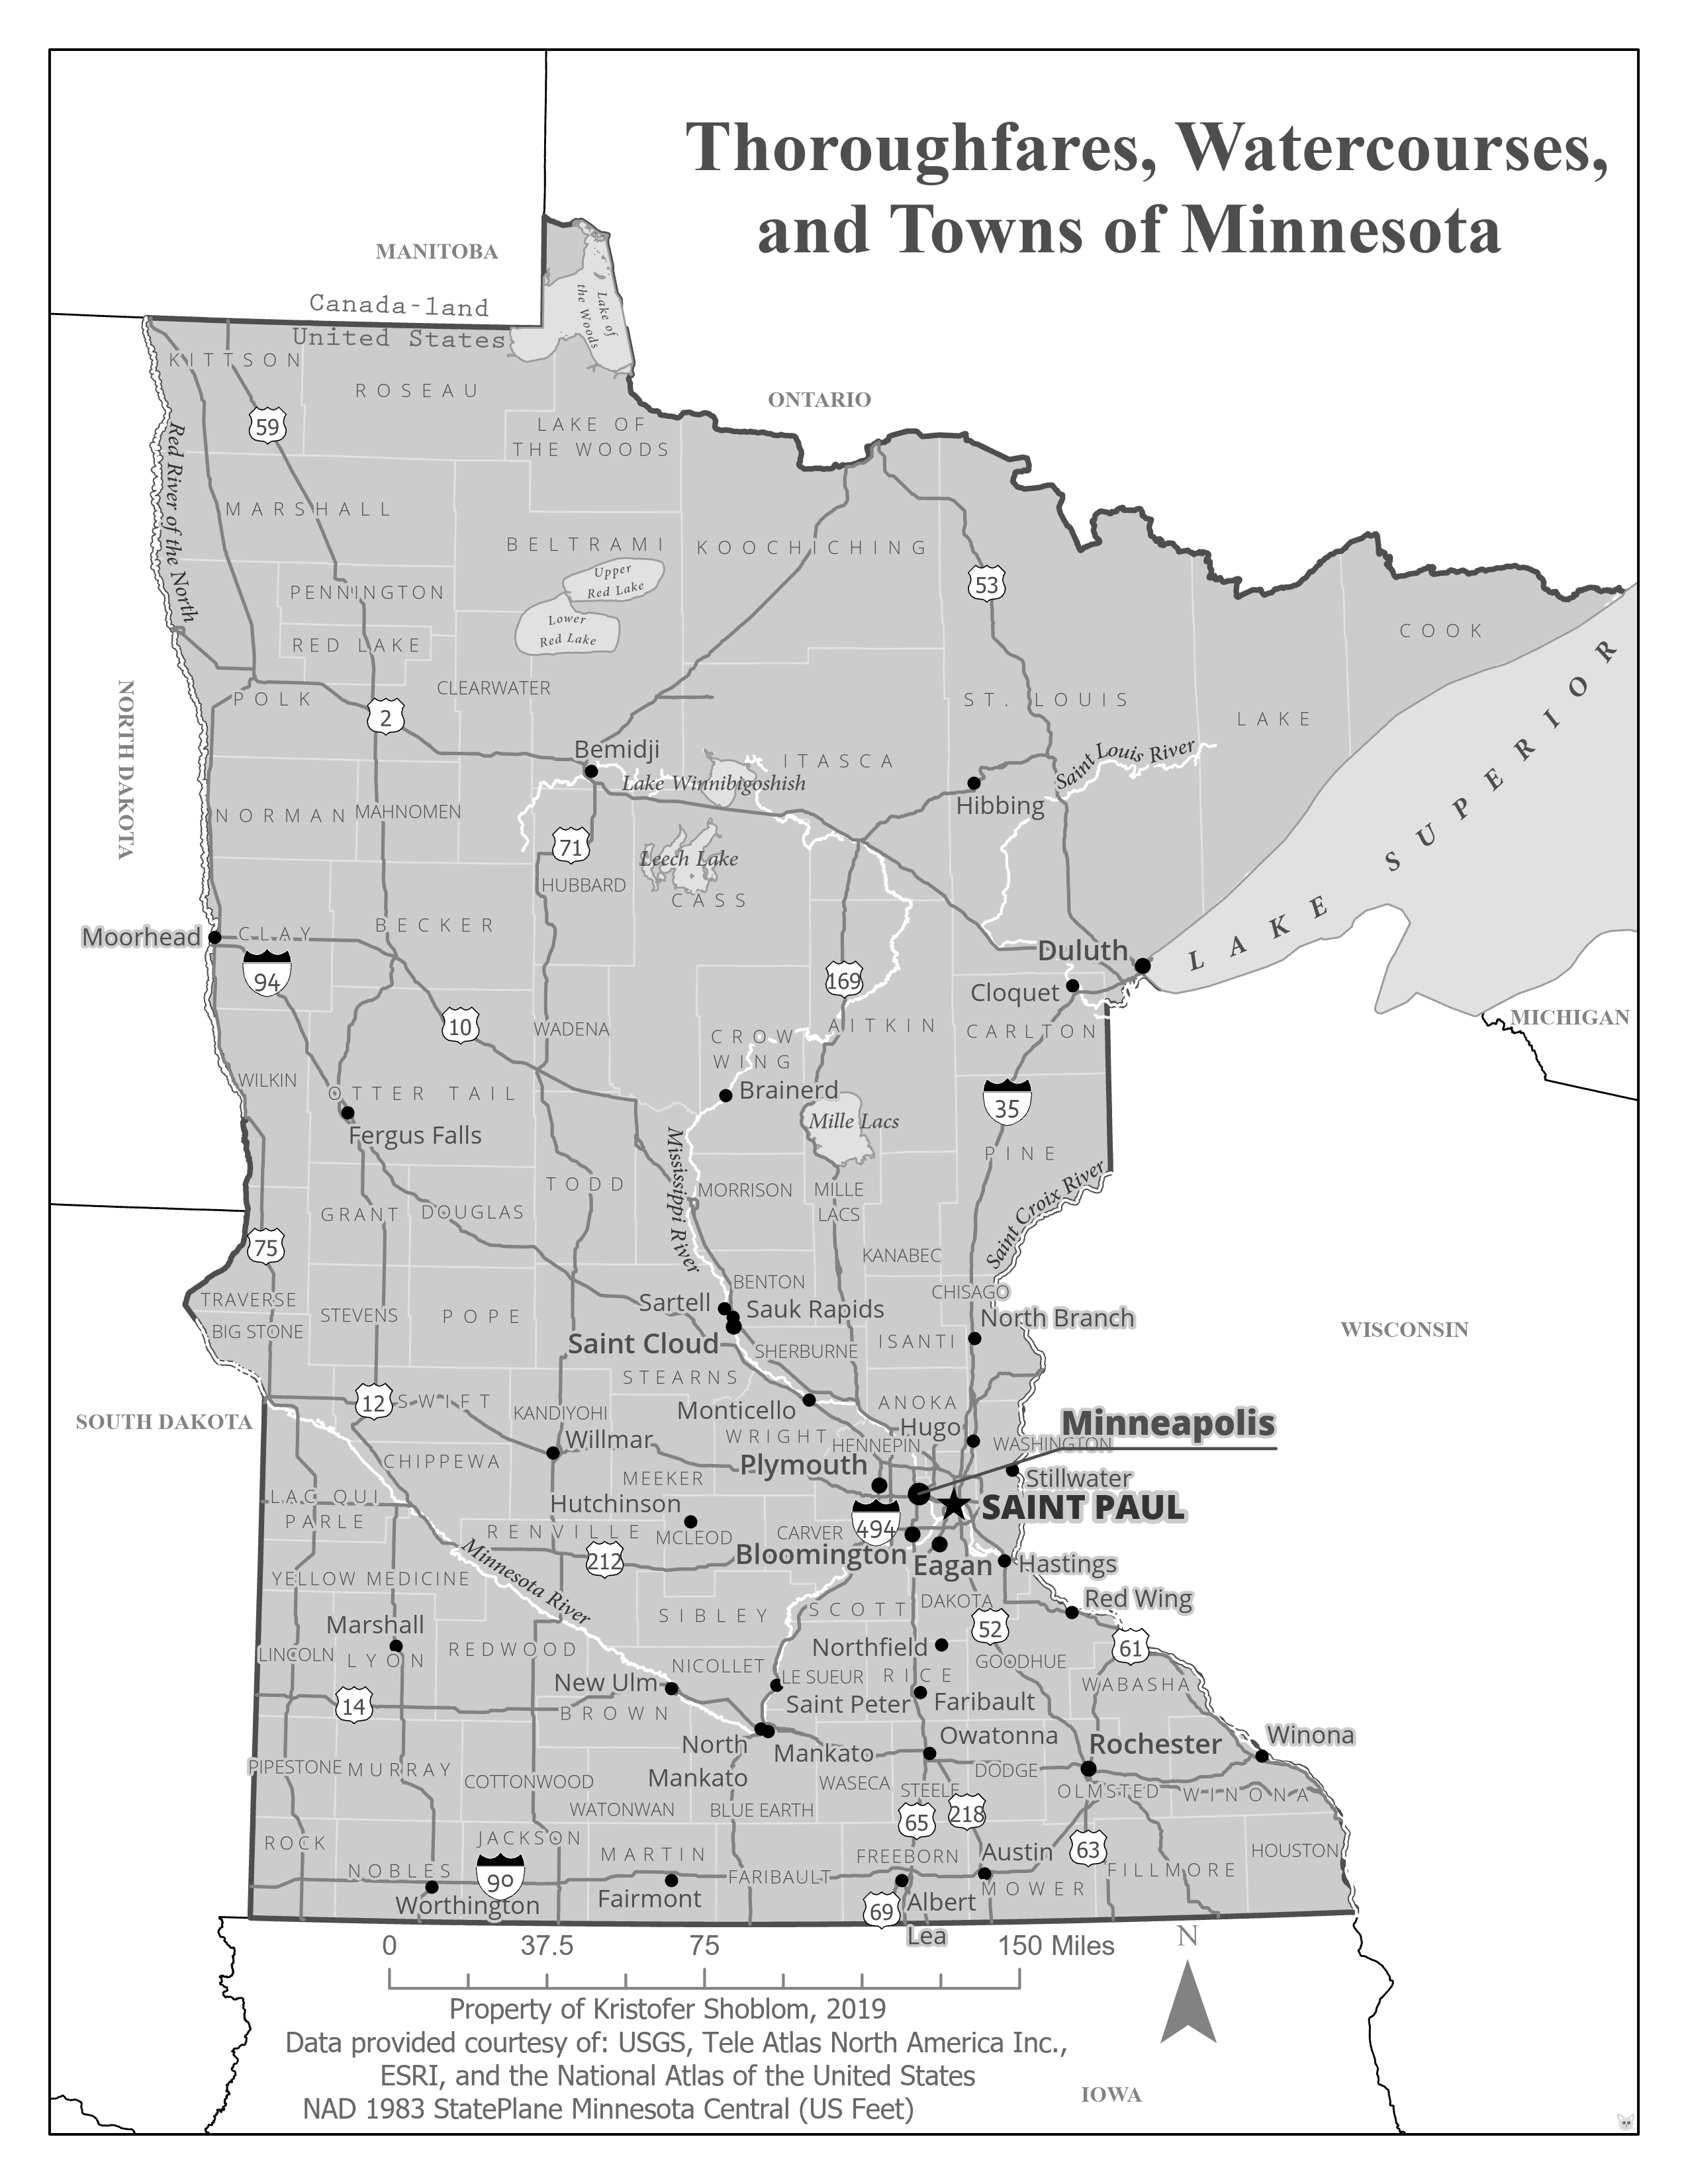 Thoroughfares, Watercourses,
and Towns of Minnesota
MANITOBA
Canada-land
United States
Lake of
the Woods
KITTSON
ROSEAU
ONTARIO
59
LAKE OF
THE WOODS
Red River of the North
MARSHALL
BELTRAMI
KOOCHICHING
53
Upper
Red Lake
PENNINGTON
Lower
Red Lake
RED LAKE
COOK
NORTH DAKOTA
POLK
CLEARWATER
2
ST. LOUIS
LAKE
LAKE SUPERIOR
Bemidji
ITASCA
Saint Louis River
Lake Winnibigoshish
Hibbing
NORMAN
MAHNOMEN
71
Leech Lake
HUBBARD
CASS
Moorhead
CLAY
BECKER
Duluth
94
169
Cloquet
10
WADENA
CROW
WING
AITKIN
CARLTON
MICHIGAN
WILKIN
OTTER TAIL
Brainerd
35
Mille Lacs
Fergus Falls
Mississippi River
PINE
Saint Croix River
TODD
MORRISON
MILLE
LACS
GRANT
DOUGLAS
75
KANABEC
BENTON
CHISAGO
TRAVERSE
STEVENS
POPE
Sartell
Sauk Rapids
North Branch
BIG STONE
Saint Cloud
SHERBURNE
ISANTI
WISCONSIN
STEARNS
12
SWIFT
KANDIYOHI
Monticello
ANOKA
SOUTH DAKOTA
Hugo
Minneapolis
Willmar
WRIGHT
HENNEPIN
WASHINGTON
CHIPPEWA
MEEKER
Plymouth
Stillwater
LAC QUI
PARLE
Hutchinson
SAINT PAUL
494
RENVILLE
MCLEOD
CARVER
212
Bloomington
Eagan
Hastings
Minnesota River
YELLOW MEDICINE
SIBLEY
SCOTT
DAKOTA
Red Wing
Marshall
52
61
LINCOLN
LYON
REDWOOD
Northfield
NICOLLET
LE SUEUR
RICE
GOODHUE
WABASHA
New Ulm
Saint Peter
Faribault
14
BROWN
North
Mankato
Mankato
Owatonna
Rochester
Winona
PIPESTONE
MURRAY
COTTONWOOD
WASECA
STEELE
DODGE
OLMSTED
WINONA
WATONWAN
BLUE EARTH
65
218
ROCK
JACKSON
MARTIN
FREEBORN
Austin
63
HOUSTON
NOBLES
90
FARIBAULT
FILLMORE
MOWER
Worthington
Fairmont
69
Albert
Lea
0
37.5
75
150 Miles
N
Property of Kristofer Shoblom, 2019
Data provided courtesy of: USGS, Tele Atlas North America Inc.,
ESRI, and the National Atlas of the United States
NAD 1983 StatePlane Minnesota Central (US Feet)
IOWA